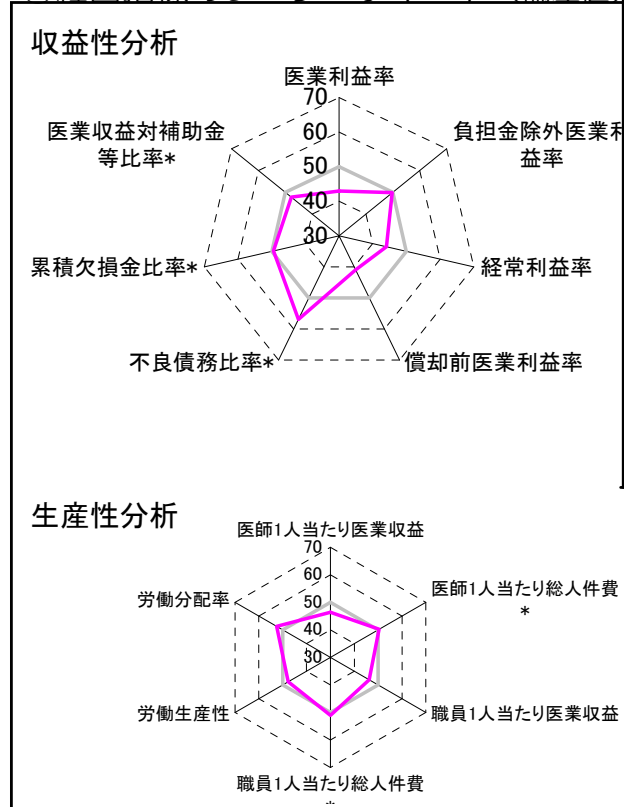 収益性分析
医業利益率
70
60
50
40
30
医業収益対補助金
等比率*
負担金除外医業利
益率
累積欠損金比率*
経常利益率
不良債務比率*
償却前医業利益率
生産性分析
医師1人当たり医業収益
70
60
50
40
30
労働分配率
医師1人当たり総人件費
*
労働生産性
職員1人当たり医業収益
職員1人当たり総人件費
*